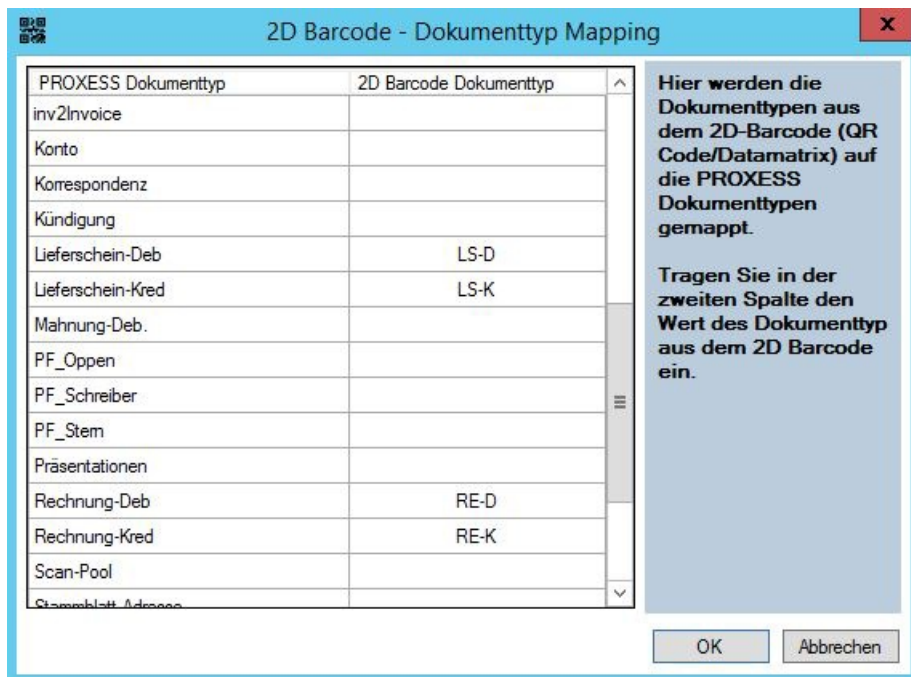 2D Barcode - Dokumenttyp Mapping
x
PROXESS Dokumenttyp 2D Barcode Dokumenttyp
inv2Invoice
Konto
Korrespondenz
Kündigung
Lieferschein-Deb LS-D
Lieferschein-Kred LS-K
Mahnung-Deb.
PF_Oppen
PF_Schreiber
PF_Stern
Präsentationen
Rechnung-Deb RE-D
Rechnung-Kred RE-K
Scan-Pool
Stammblatt Adresse
Hier werden die
Dokumenttypen aus
dem 2D-Barcode (QR
Code/Datamatrix) auf
die PROXESS
Dokumenttypen
gemappt.
Tragen Sie in der
zweiten Spalte den
Wert des Dokumenttyp
aus dem 2D Barcode
ein.
OK Abbrechen